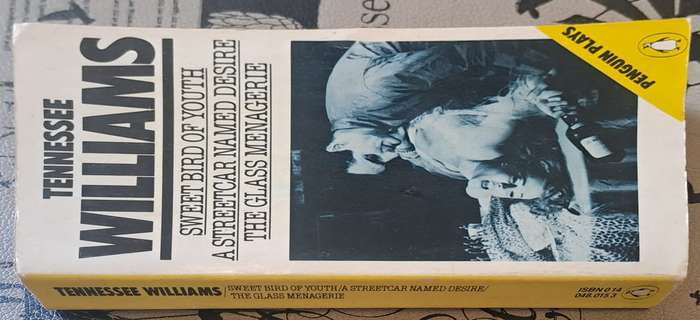 TENNESSEE
WILLIAMS
SWEET BIRD OF YOUTH
A STREETCAR NAMED DESIRE
THE GLASS MENAGERIE
PENGUIN PLAYS
TENNESSEE WILLIAMS / SWEET BIRD OF YOUTH/A STREETCAR NAMED DESIRE/
THE GLASS MENAGERIE
ISBN 0 14
048.015 3
se